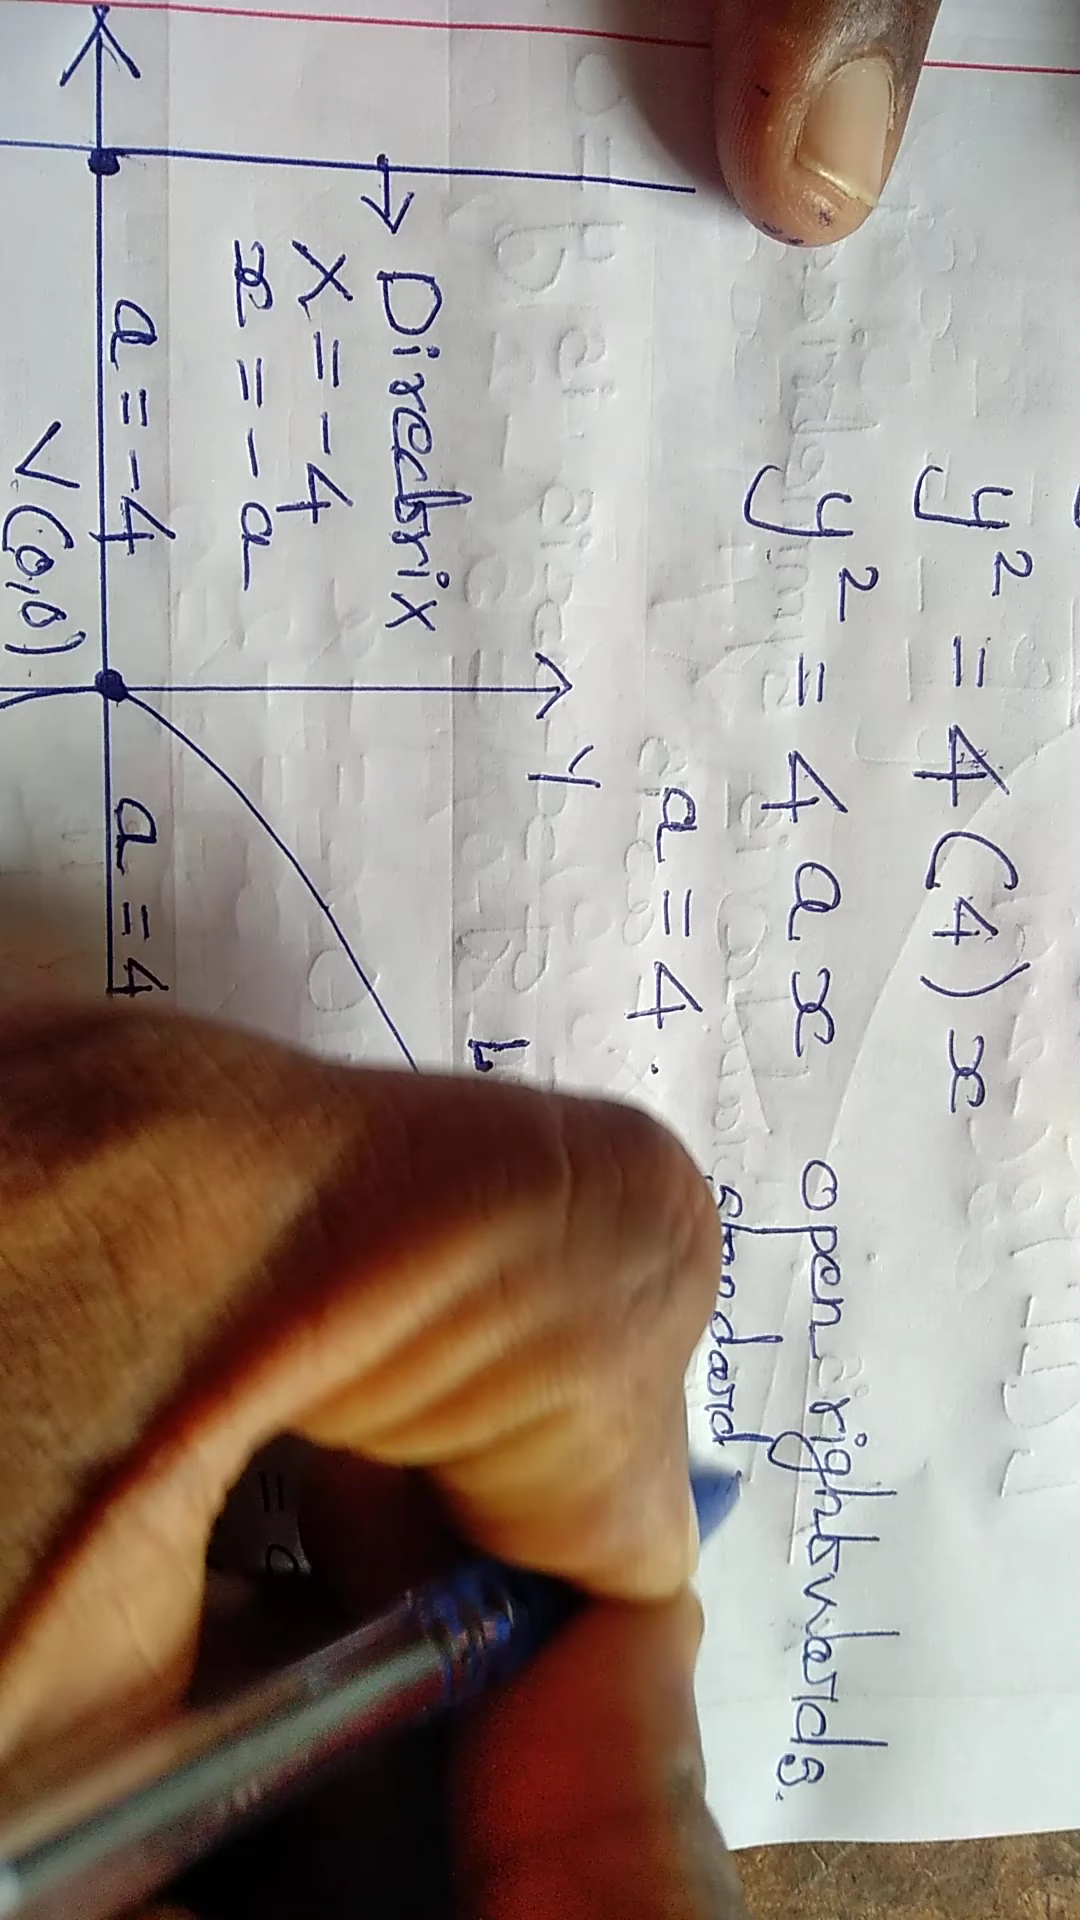 y² = 4(4)x
y² = 4ax open rightwards.
standard
a = 4.
Y
L
Directrix
X = -4
x = -a
a = -4
a = 4
V(0,0)